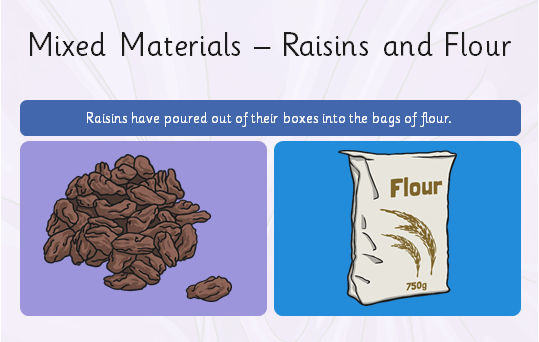 Mixed Materials – Raisins and Flour
Raisins have poured out of their boxes into the bags of flour.
Flour
750g